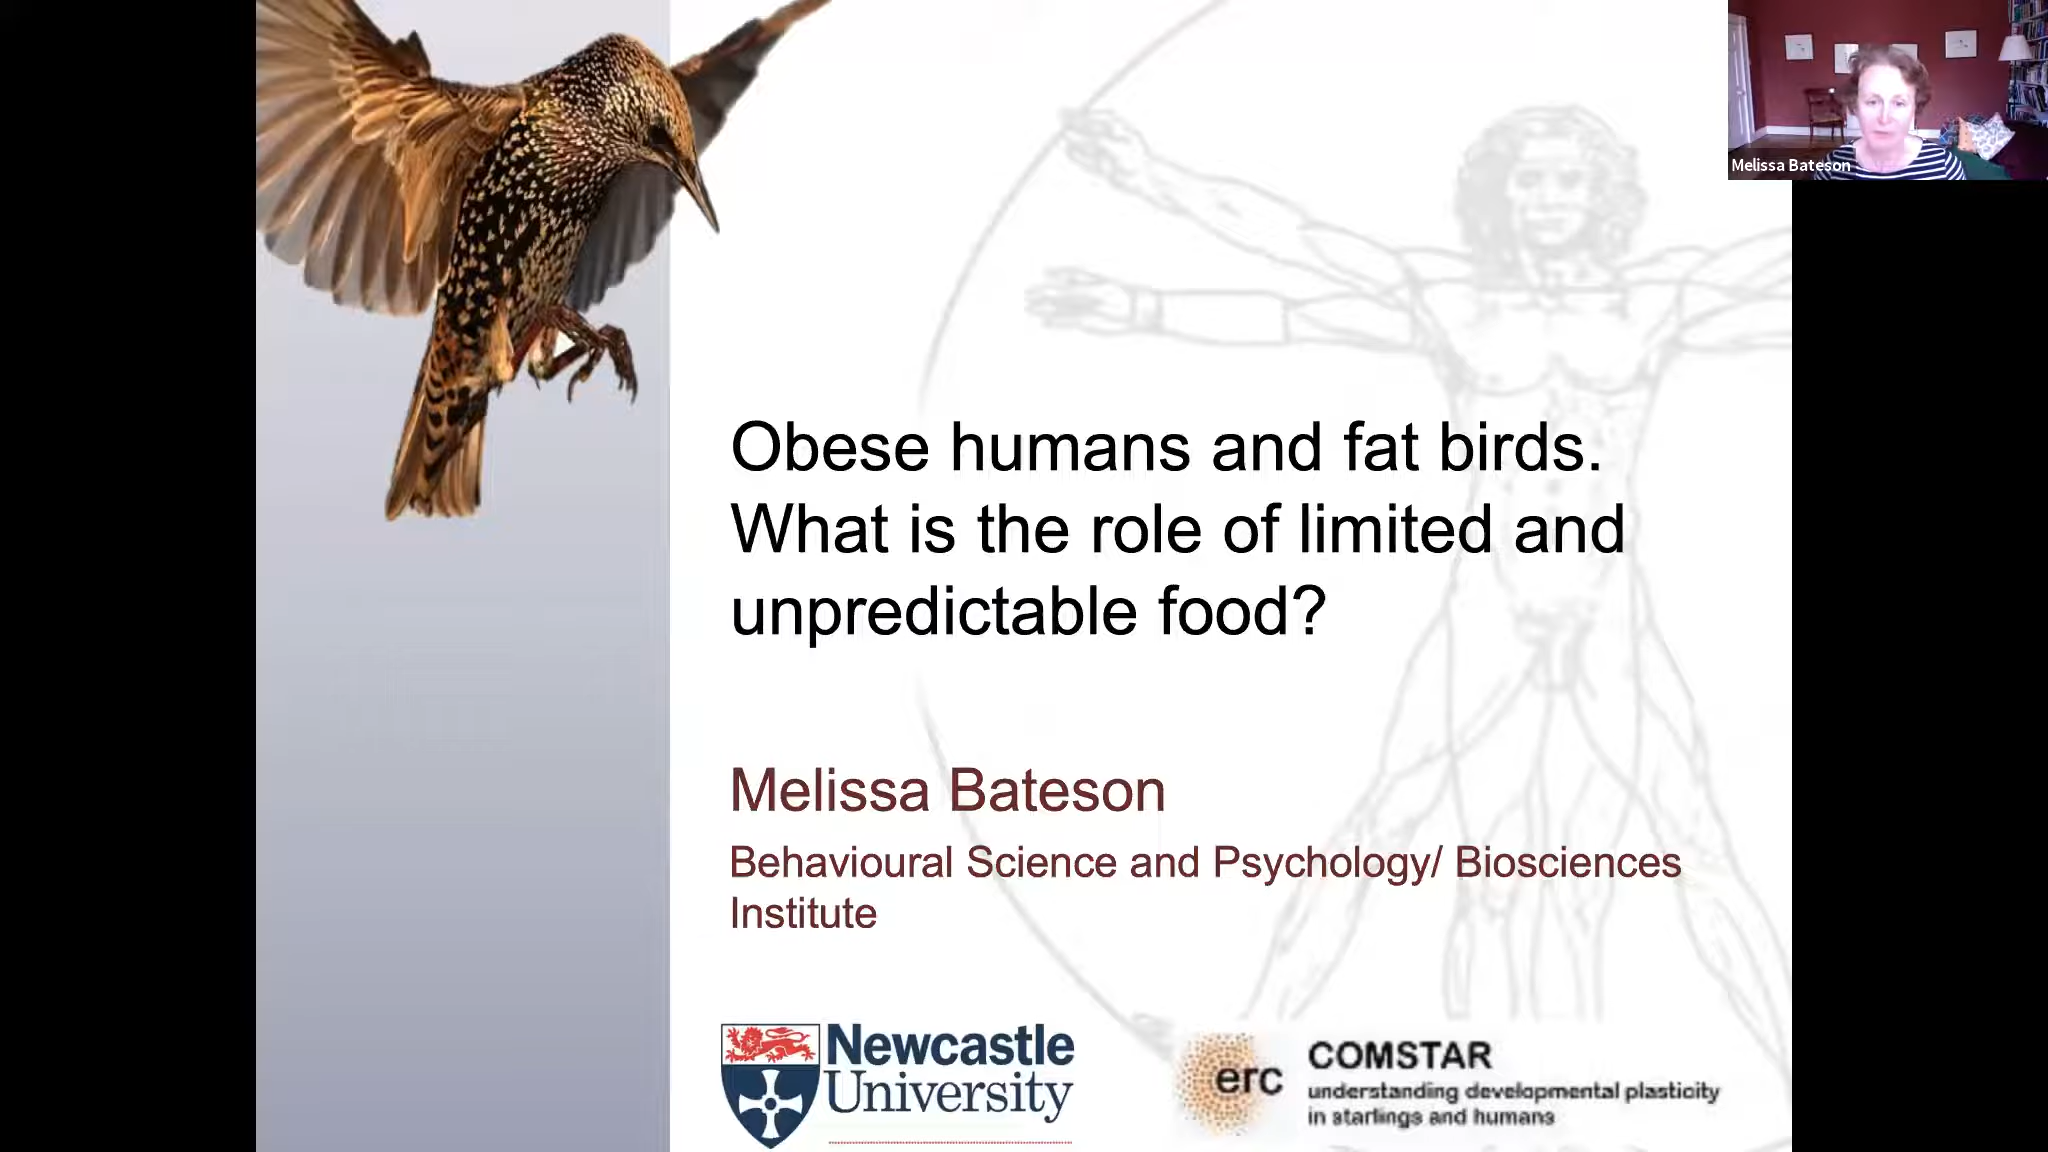 Melissa Bateson
Obese humans and fat birds.
What is the role of limited and
unpredictable food?
Melissa Bateson
Behavioural Science and Psychology/ Biosciences
Institute
Newcastle
University
erc
COMSTAR
understanding developmental plasticity
in starlings and humans